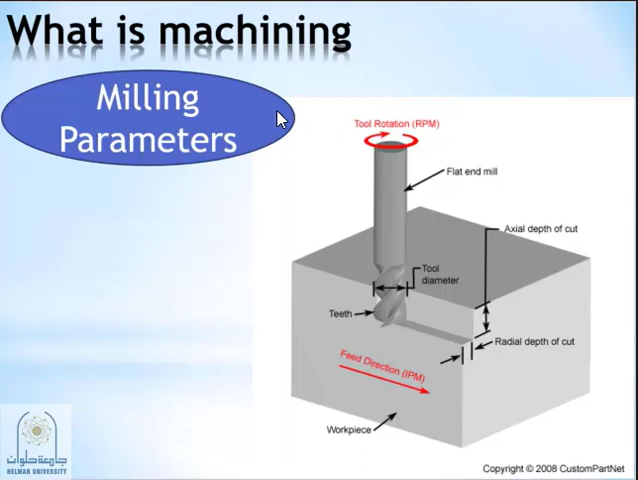 What is machining
Milling
Parameters
Tool Rotation (RPM)
Flat end mill
Axial depth of cut
Tool
diameter
Teeth
Radial depth of cut
Feed Direction (IPM)
Workpiece
جامعة حلوان
HELWAN UNIVERSITY
Copyright © 2008 CustomPartNet